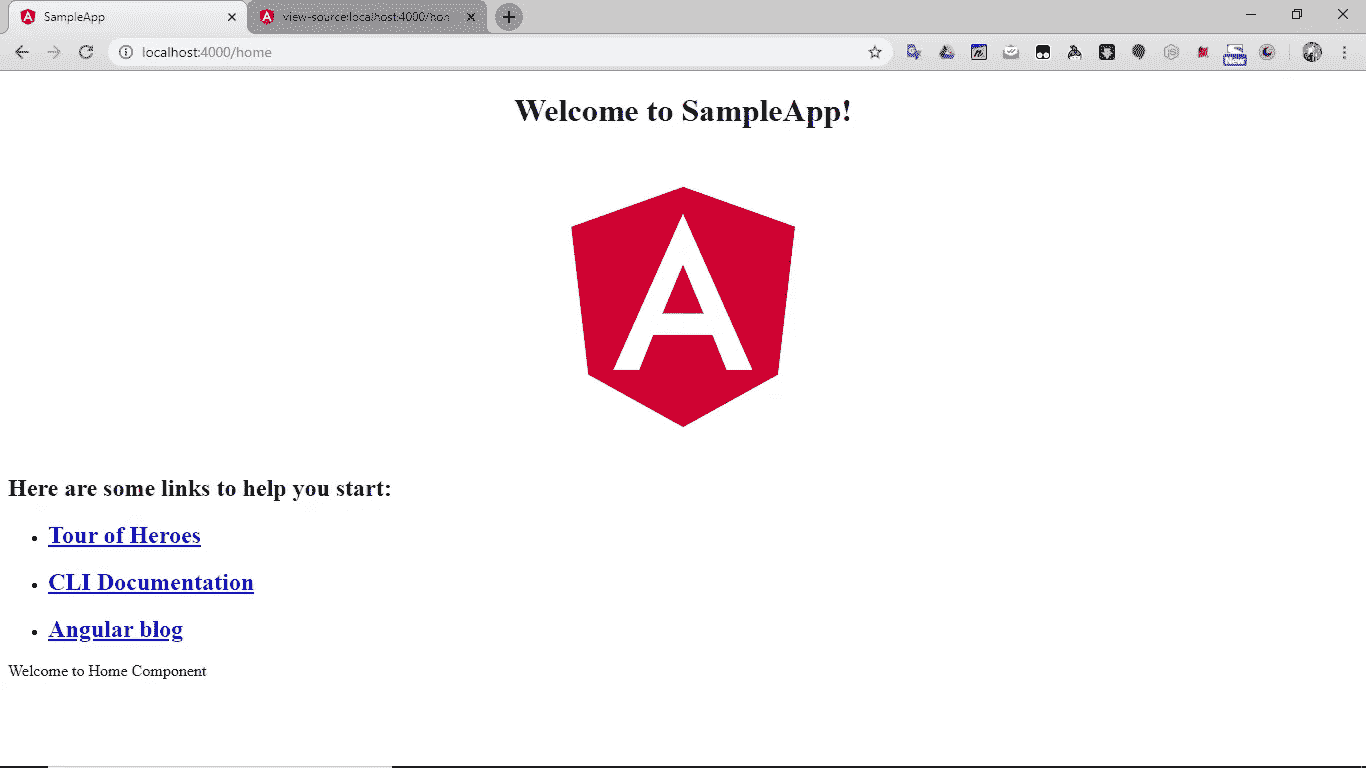 SampleApp
view-source:localhost:4000/hon
localhost:4000/home
Welcome to SampleApp!
A
Here are some links to help you start:
• Tour of Heroes
• CLI Documentation
• Angular blog
Welcome to Home Component